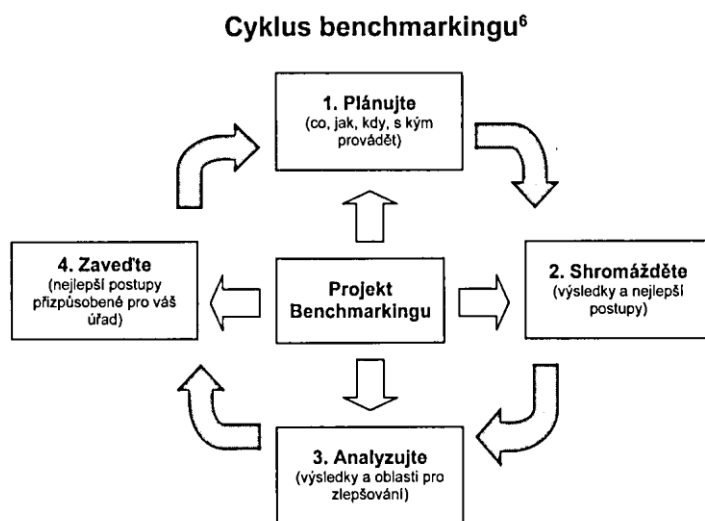 Cyklus benchmarkingu⁶
1. Plánujte
(co, jak, kdy, s kým
provádět)
4. Zaveďte
(nejlepší postupy
přizpůsobené pro váš
úřad)
Projekt
Benchmarkingu
2. Shromážděte
(výsledky a nejlepší
postupy)
3. Analyzujte
(výsledky a oblasti pro
zlepšování)